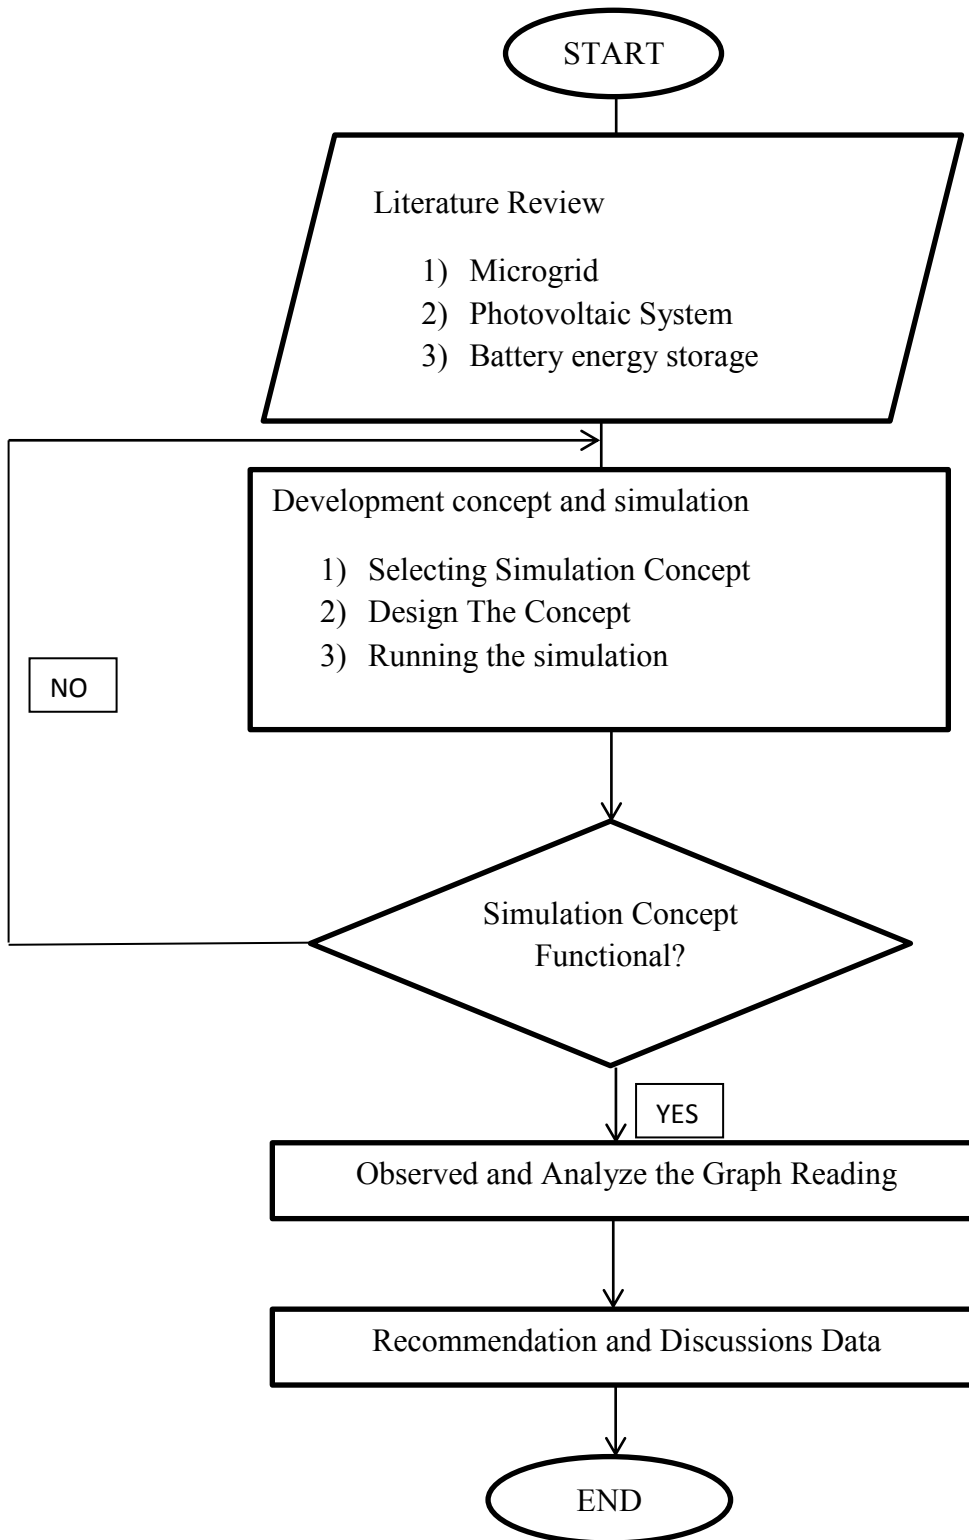 START
Literature Review
1) Microgrid
2) Photovoltaic System
3) Battery energy storage
Development concept and simulation
1) Selecting Simulation Concept
2) Design The Concept
3) Running the simulation
NO
Simulation Concept
Functional?
YES
Observed and Analyze the Graph Reading
Recommendation and Discussions Data
END